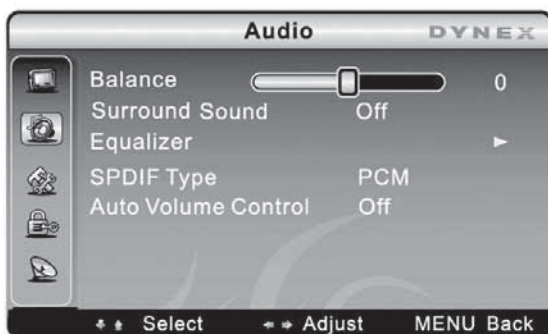 Audio DYNEX
Balance 0
Surround Sound Off
Equalizer
SPDIF Type PCM
Auto Volume Control Off
Select Adjust MENU Back